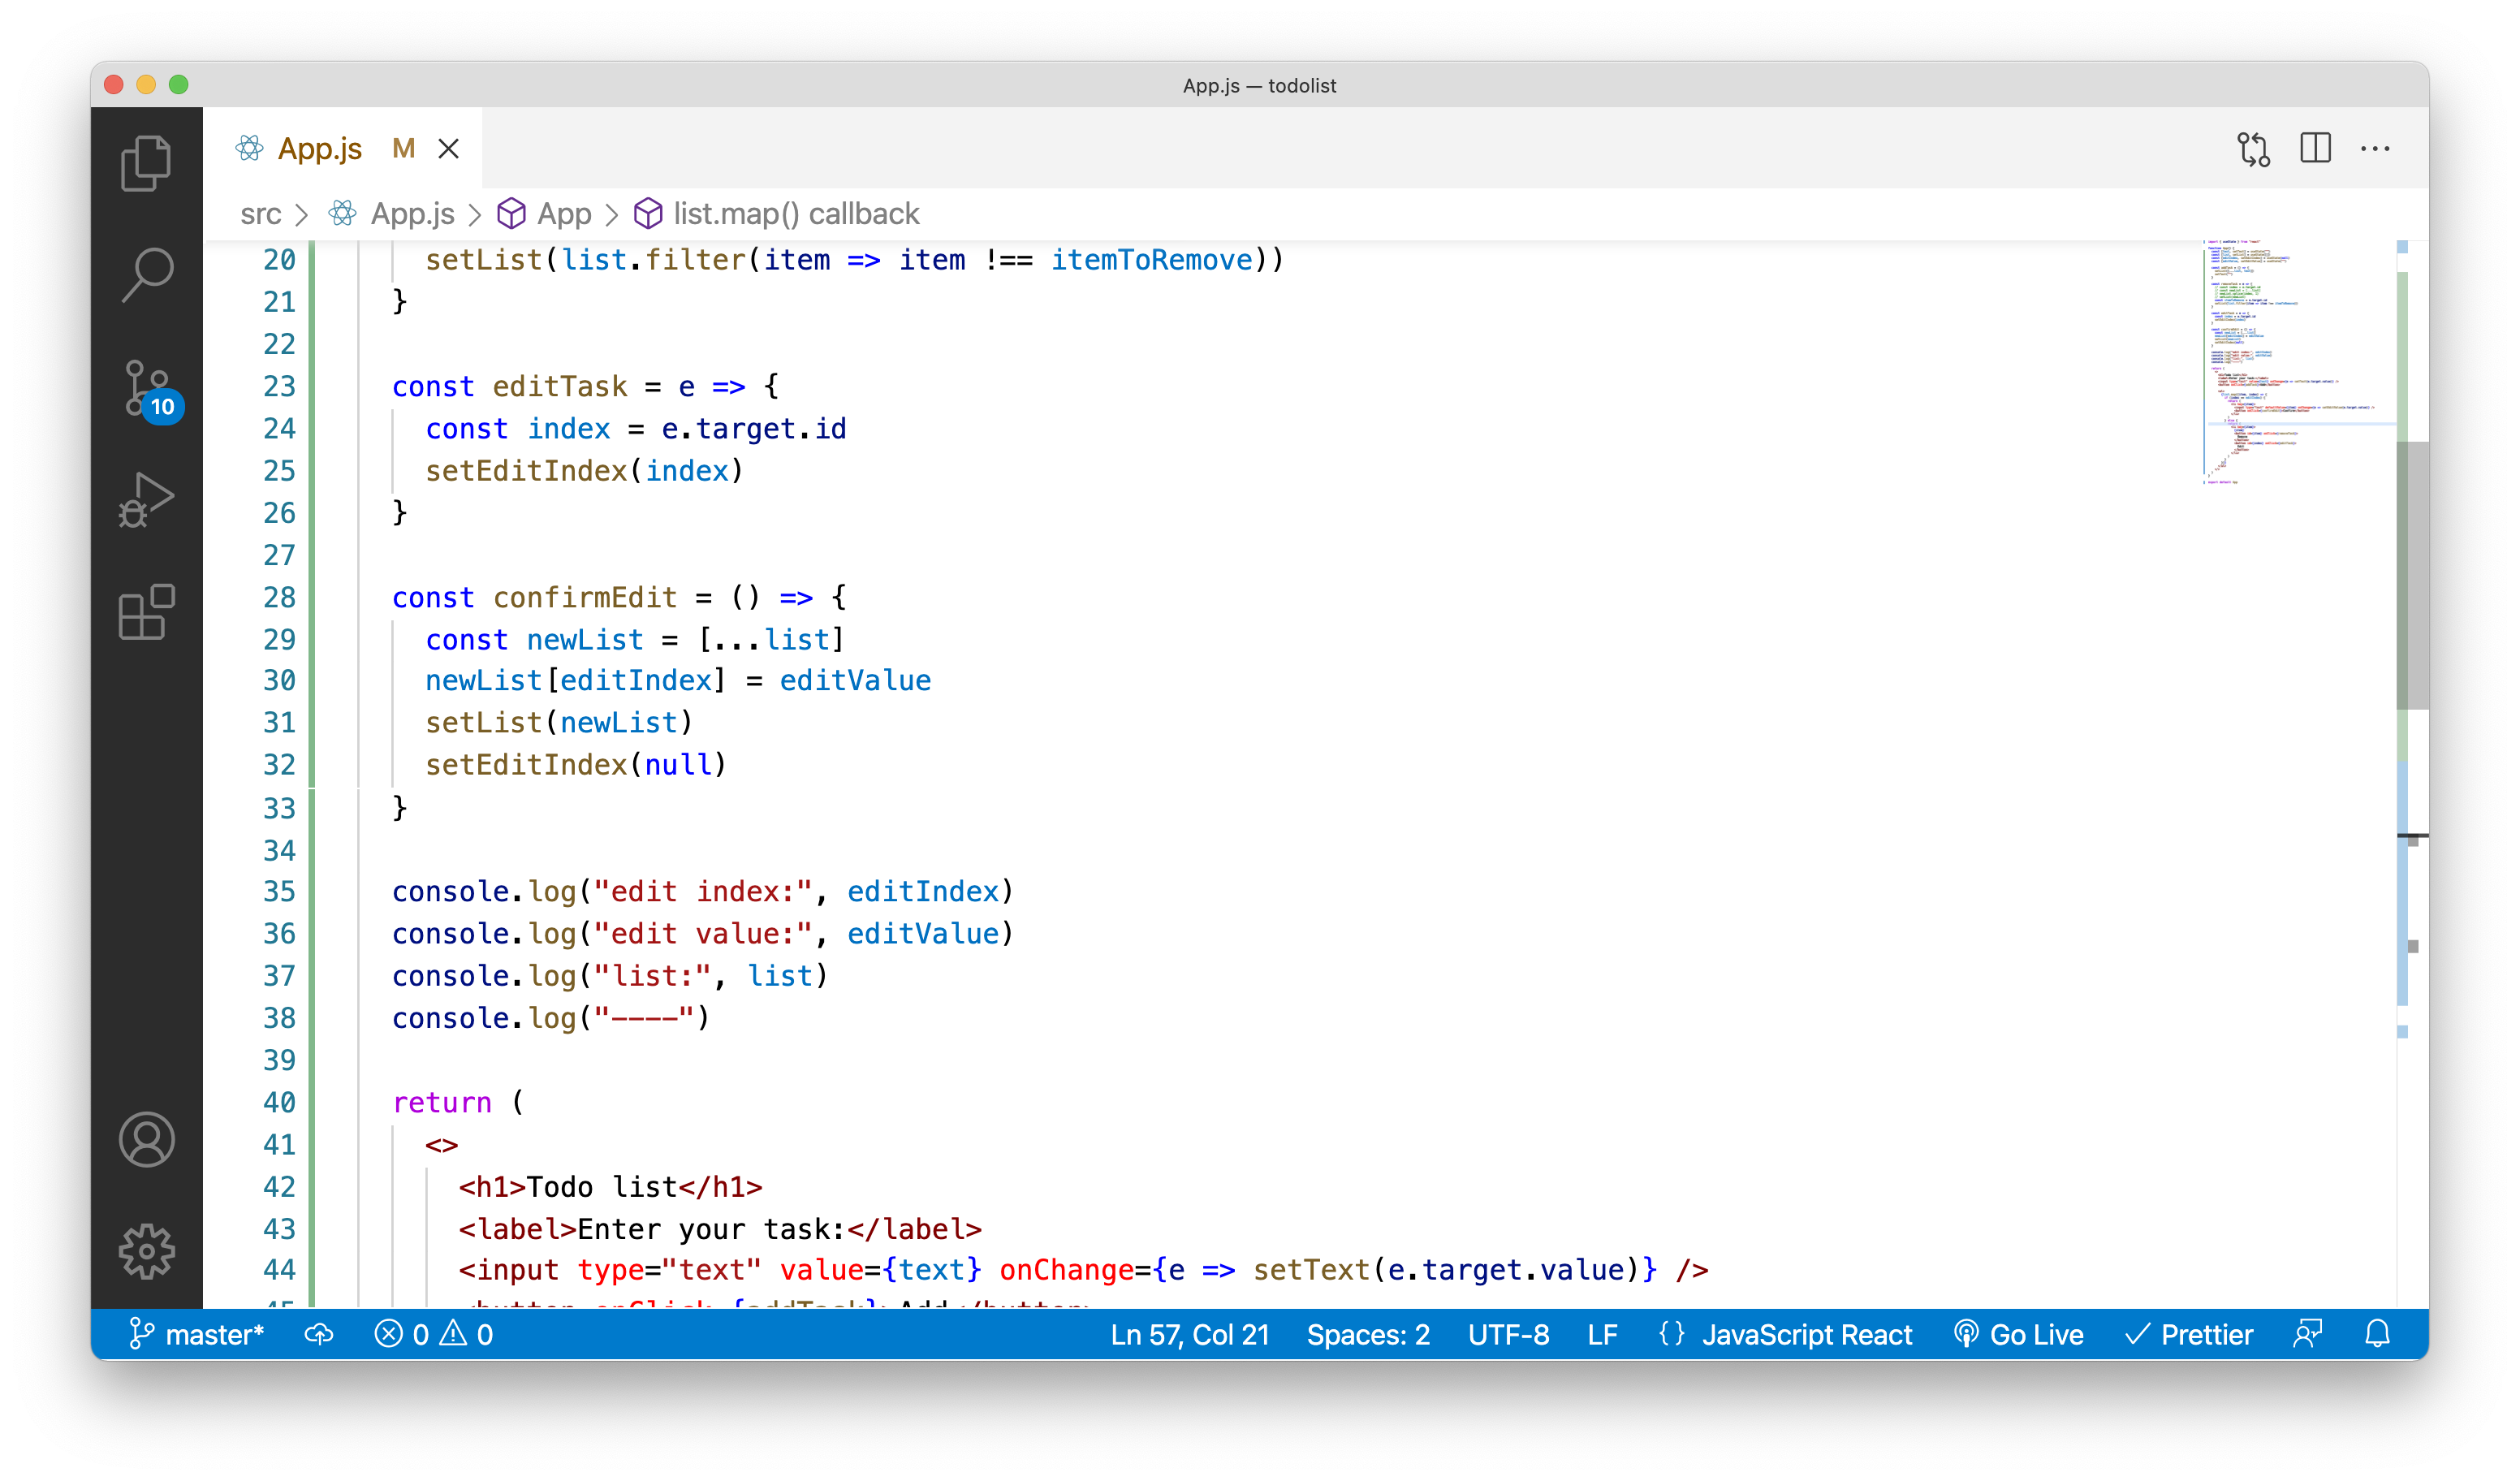 App.js — todolist
App.js M
src > App.js > App > list.map() callback
20 setList(list.filter(item => item !== itemToRemove))
21 }
22
23 const editTask = e => {
24 const index = e.target.id
25 setEditIndex(index)
26 }
27
28 const confirmEdit = () => {
29 const newList = [...list]
30 newList[editIndex] = editValue
31 setList(newList)
32 setEditIndex(null)
33 }
34
35 console.log("edit index:", editIndex)
36 console.log("edit value:", editValue)
37 console.log("list:", list)
38 console.log("----")
39
40 return (
41 <>
42 <h1>Todo list</h1>
43 <label>Enter your task:</label>
44 <input type="text" value={text} onChange={e => setText(e.target.value)} />
45 <button onClick={addTask}>Add</button>
10
master* 0 0 Ln 57, Col 21 Spaces: 2 UTF-8 LF {} JavaScript React Go Live Prettier